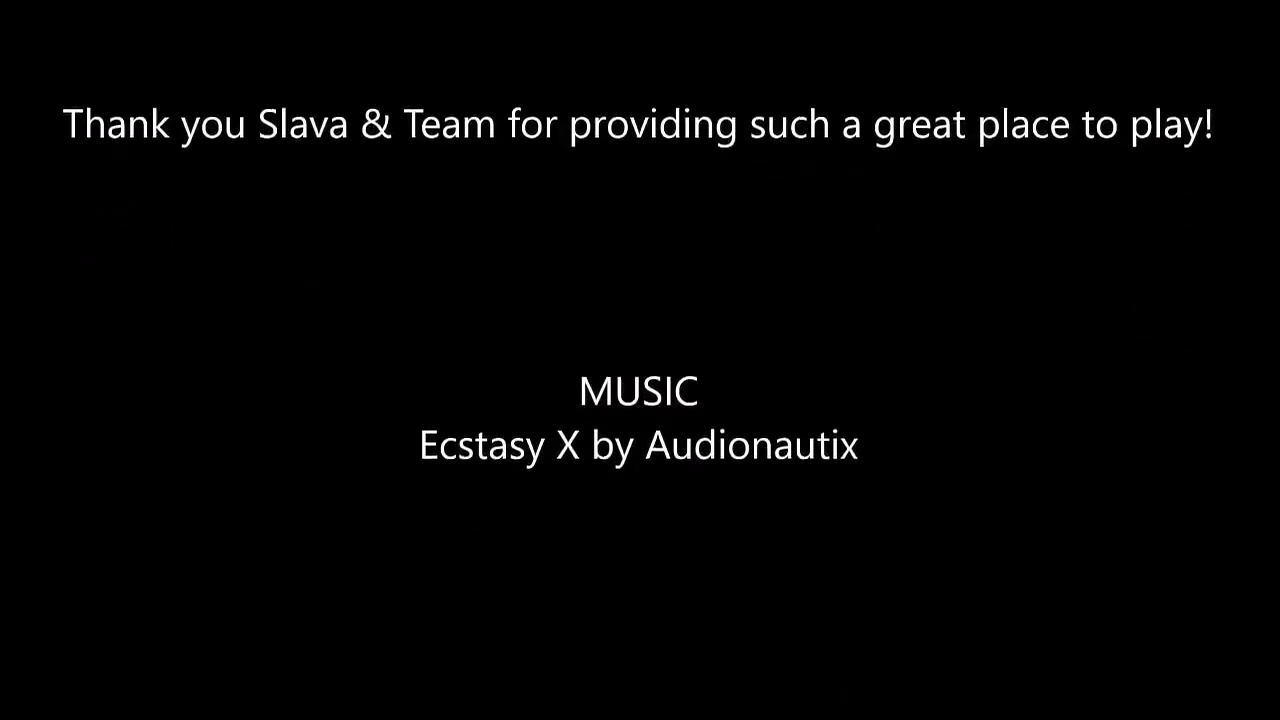 Thank you Slava & Team for providing such a great place to play!
MUSIC
Ecstasy X by Audionautix